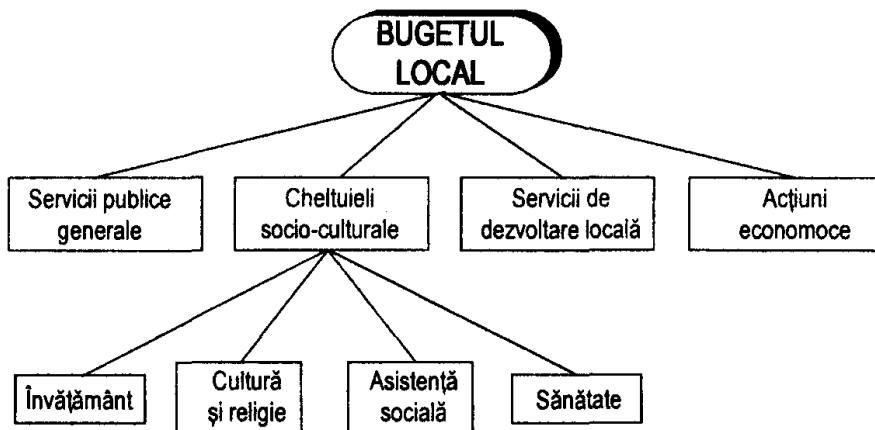 BUGETUL
LOCAL
Servicii publice
generale
Cheltuieli
socio-culturale
Servicii de
dezvoltare locală
Acțiuni
economoce
Învățământ
Cultură
și religie
Asistență
socială
Sănătate